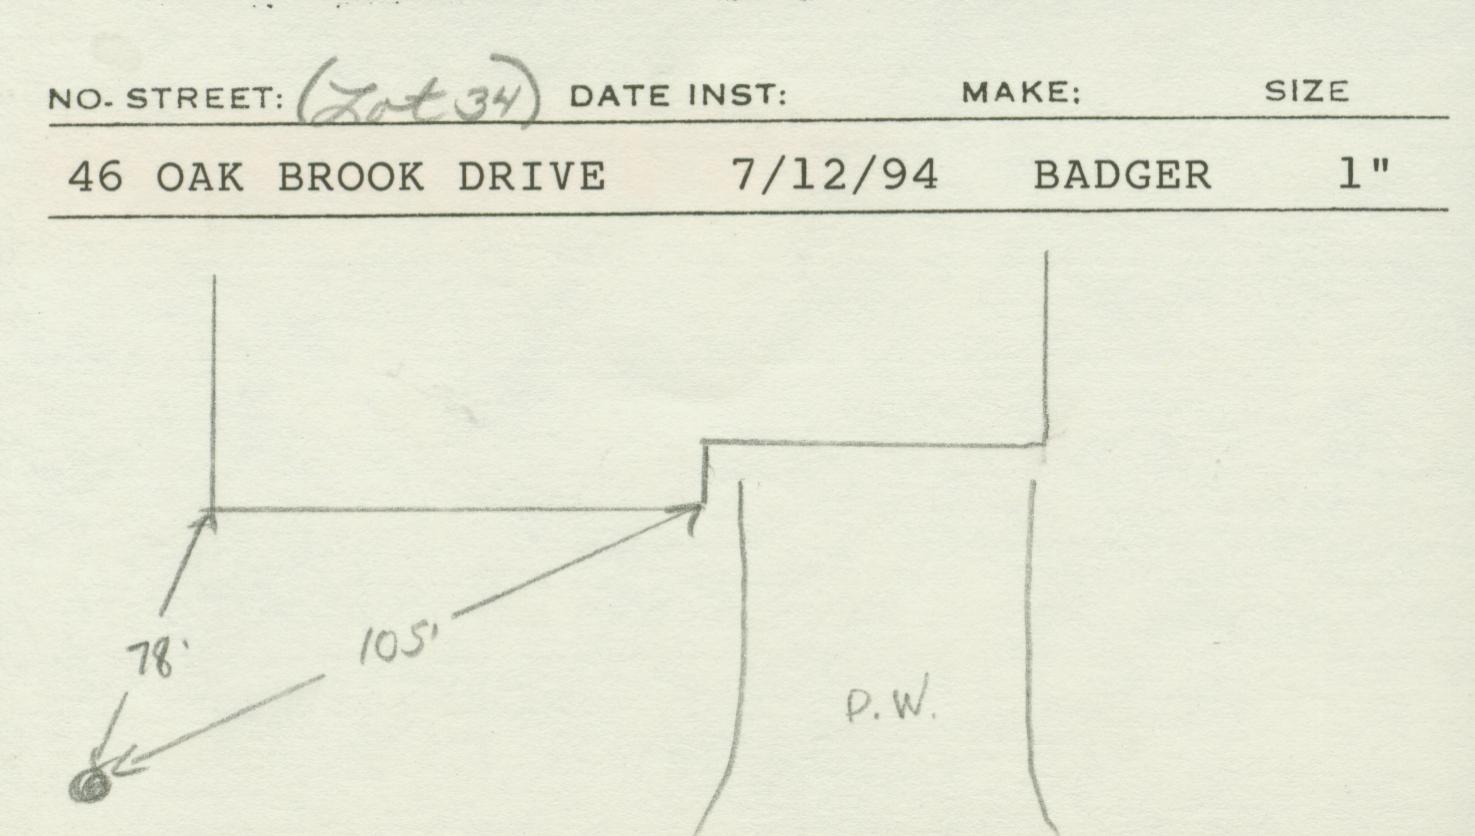 NO. STREET: (Lot 34) DATE INST: MAKE: SIZE
46 OAK BROOK DRIVE 7/12/94 BADGER 1"
105'
78'
D.W.